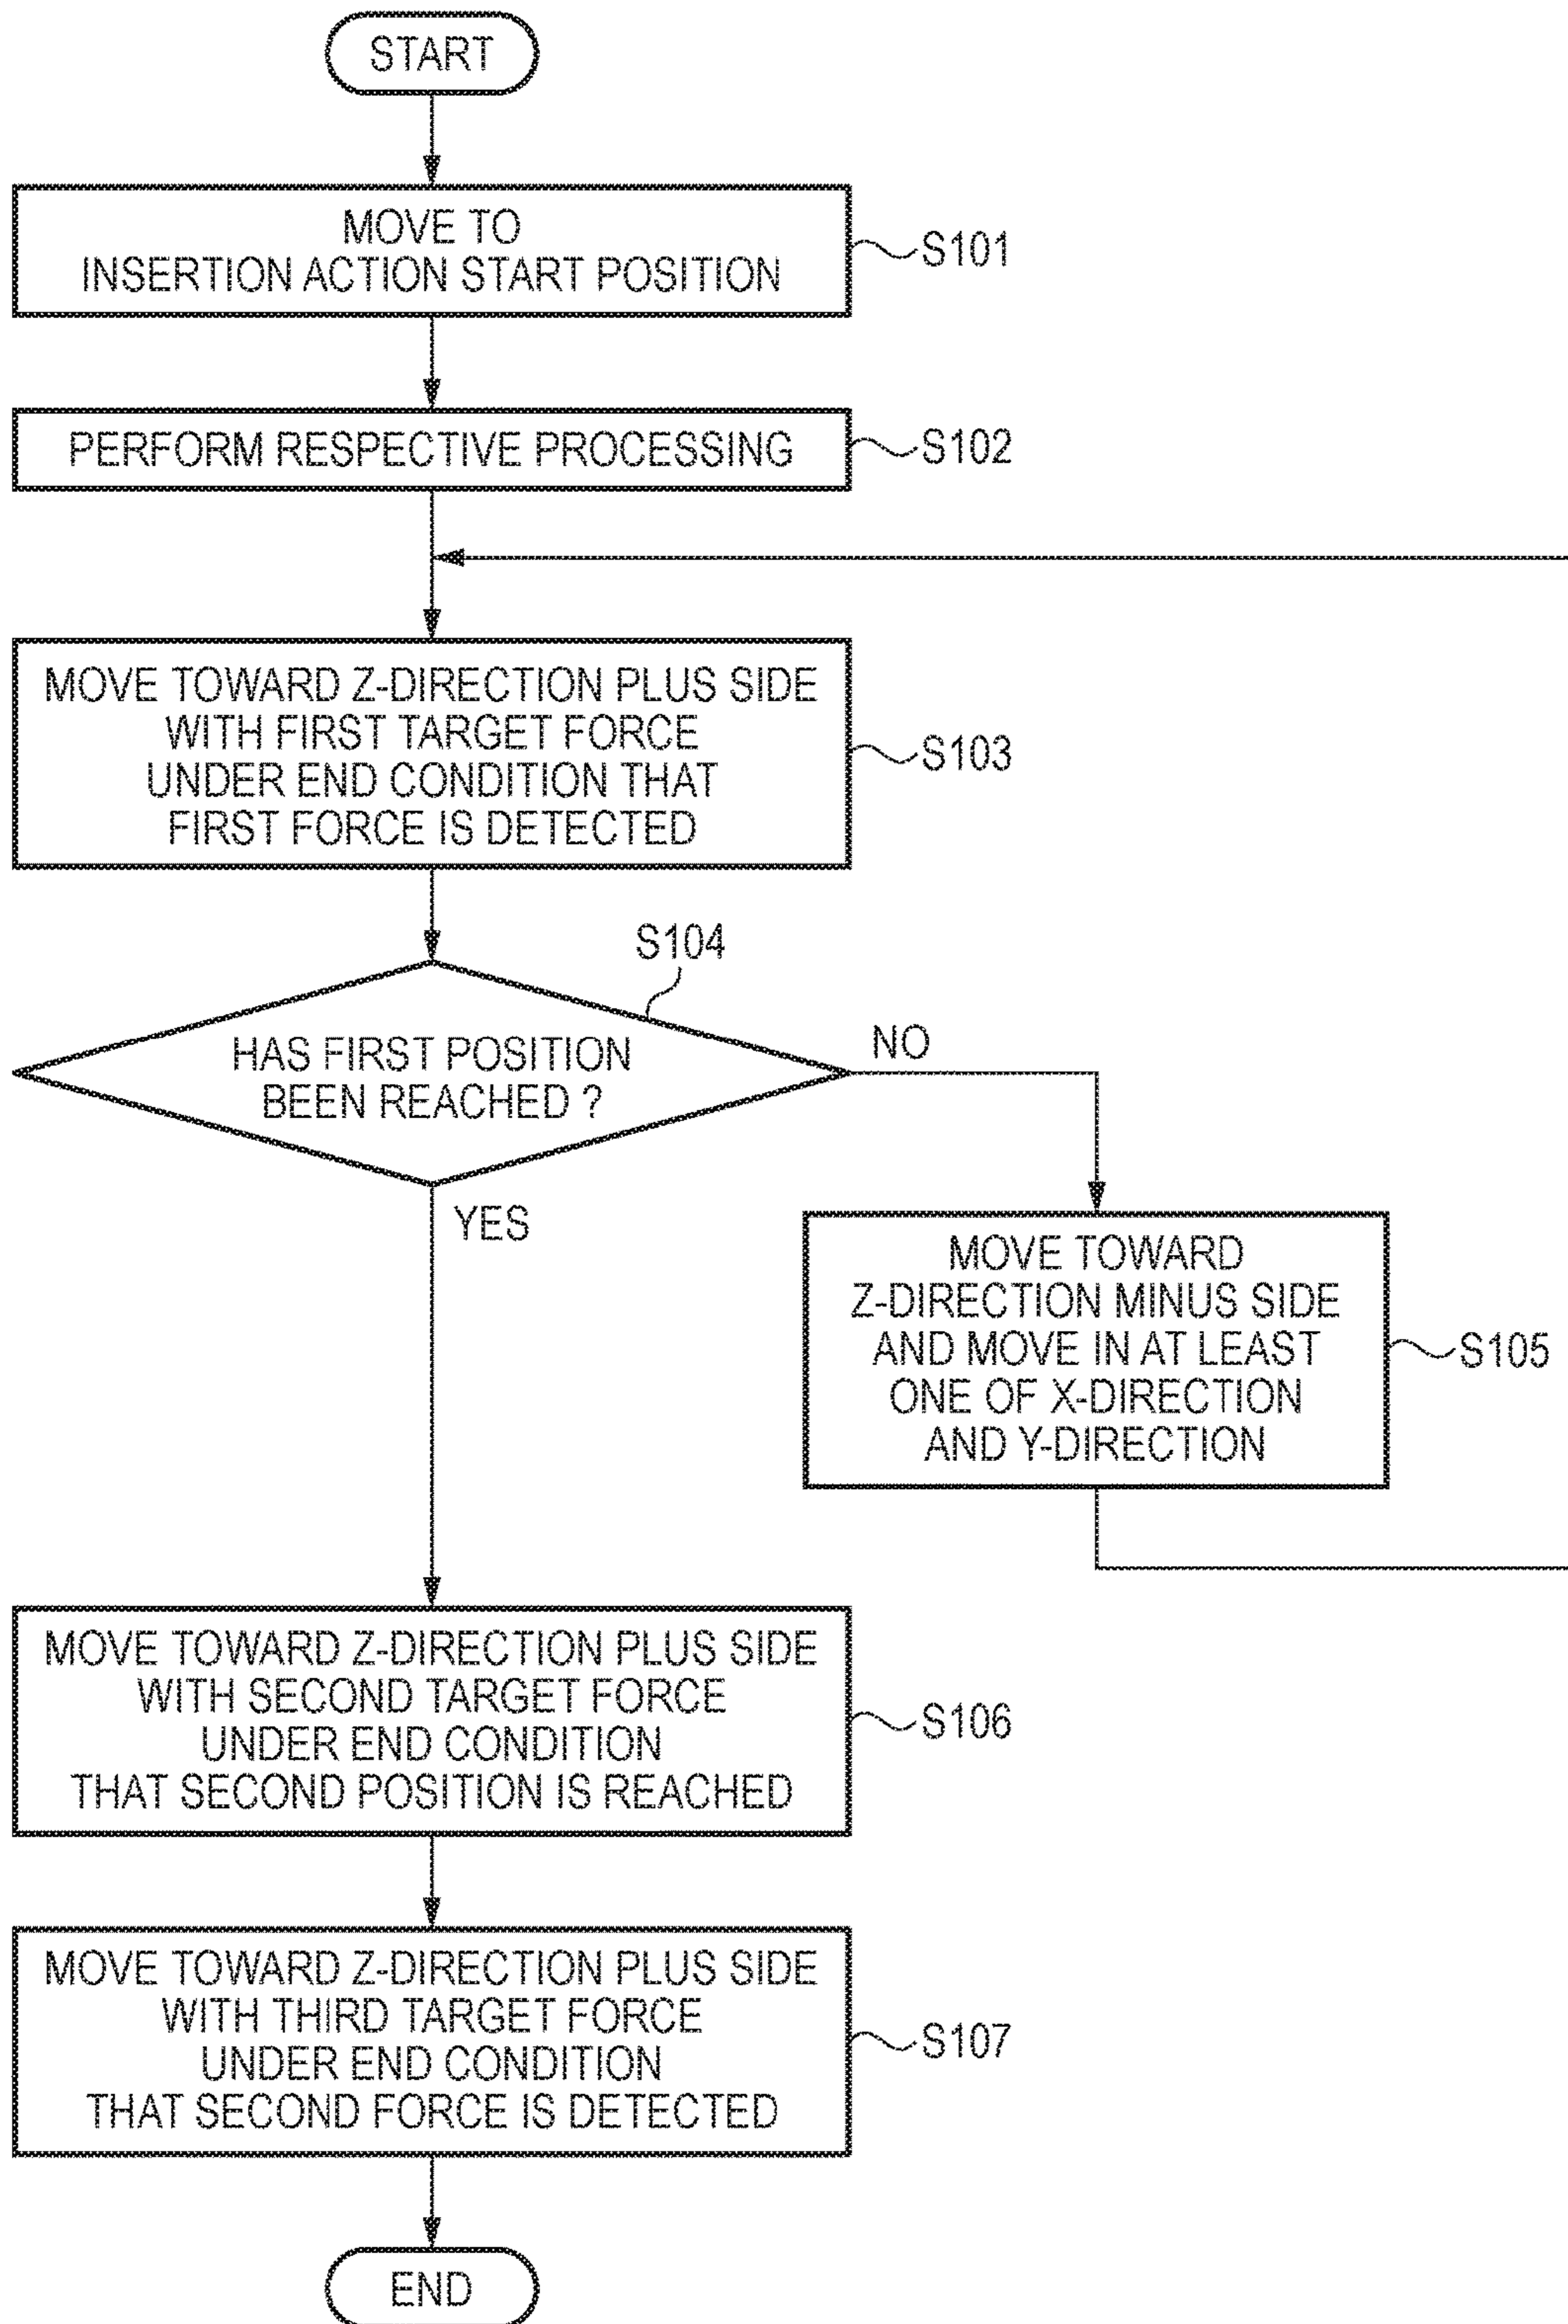 START
MOVE TO
INSERTION ACTION START POSITION
S101
PERFORM RESPECTIVE PROCESSING
S102
MOVE TOWARD Z-DIRECTION PLUS SIDE
WITH FIRST TARGET FORCE
UNDER END CONDITION THAT
FIRST FORCE IS DETECTED
S103
S104
HAS FIRST POSITION
BEEN REACHED ?
NO
YES
MOVE TOWARD
Z-DIRECTION MINUS SIDE
AND MOVE IN AT LEAST
ONE OF X-DIRECTION
AND Y-DIRECTION
S105
MOVE TOWARD Z-DIRECTION PLUS SIDE
WITH SECOND TARGET FORCE
UNDER END CONDITION
THAT SECOND POSITION IS REACHED
S106
MOVE TOWARD Z-DIRECTION PLUS SIDE
WITH THIRD TARGET FORCE
UNDER END CONDITION
THAT SECOND FORCE IS DETECTED
S107
END